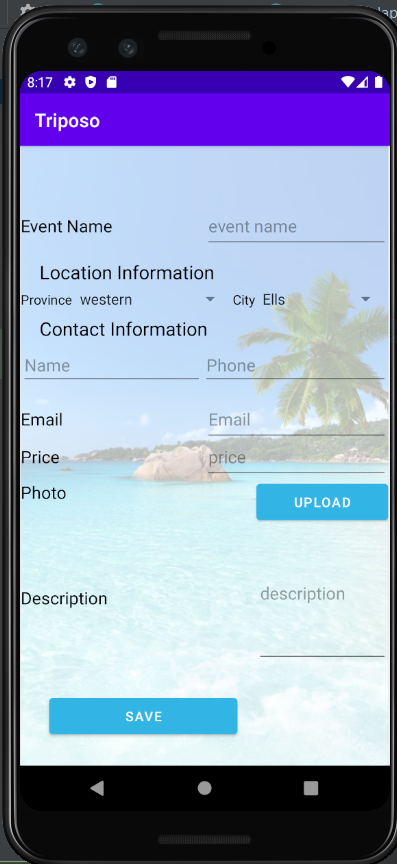 8:17
Triposo
Event Name event name
Location Information
Province western City Ells
Contact Information
Name Phone
Email Email
Price price
Photo UPLOAD
Description description
SAVE